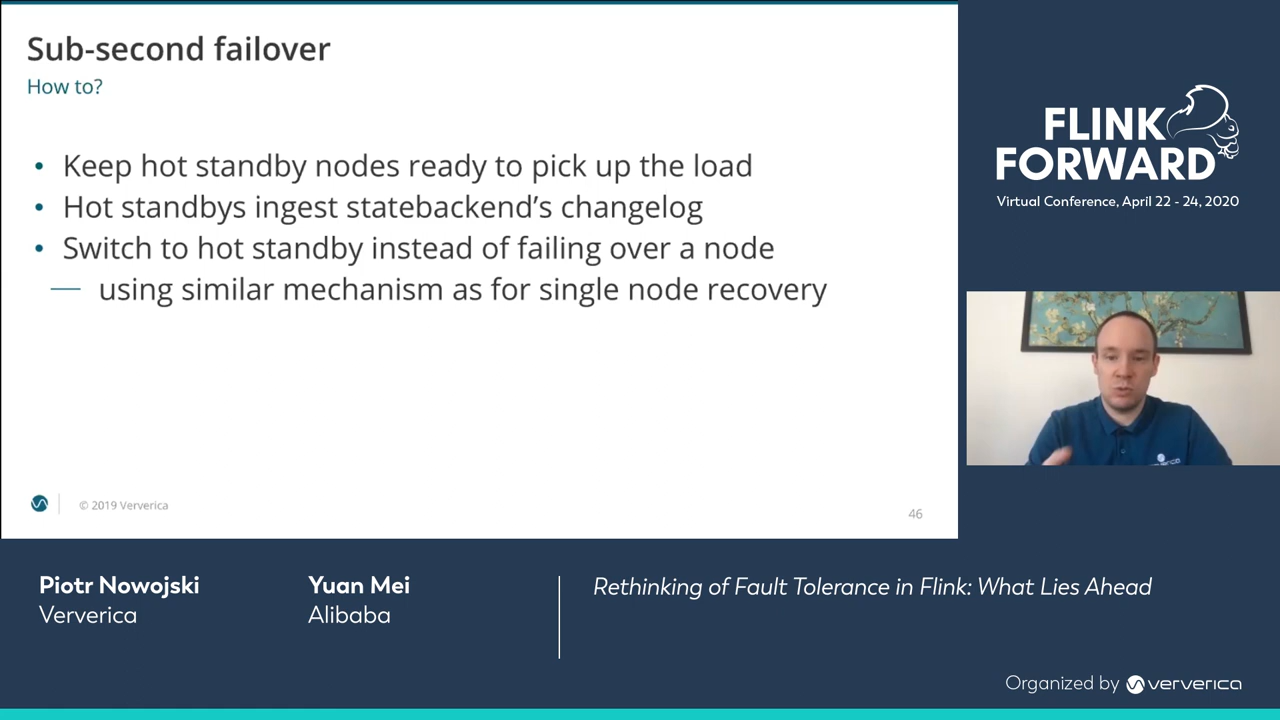 Sub-second failover
How to?
• Keep hot standby nodes ready to pick up the load
• Hot standbys ingest statebackend’s changelog
• Switch to hot standby instead of failing over a node
— using similar mechanism as for single node recovery
© 2019 Ververica
46
FLINK
FORWARD
Virtual Conference, April 22 - 24, 2020
Piotr Nowojski
Ververica
Yuan Mei
Alibaba
Rethinking of Fault Tolerance in Flink: What Lies Ahead
Organized by ververica